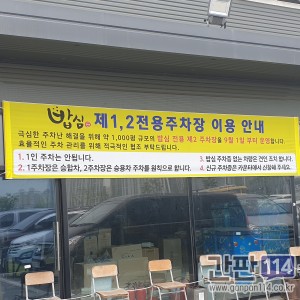 밥심 제1,2전용주차장 이용 안내
극심한 주차난 해결을 위해 약 1,000평 규모의 밥심 전용 제2 주차장을 9월 1일 부터 운영합니다.
효율적인 주차 관리를 위해 적극적인 협조 부탁드립니다.
1. 1인 주차는 안됩니다.
2. 1주차장은 승합차, 2주차장은 승용차 주차를 원칙으로 합니다.
3. 밥심 주차증 없는 차량은 견인 조치 합니다.
4. 신규 주차증은 카운터에서 신청해 주세요.
간판114
www.ganpan114.co.kr